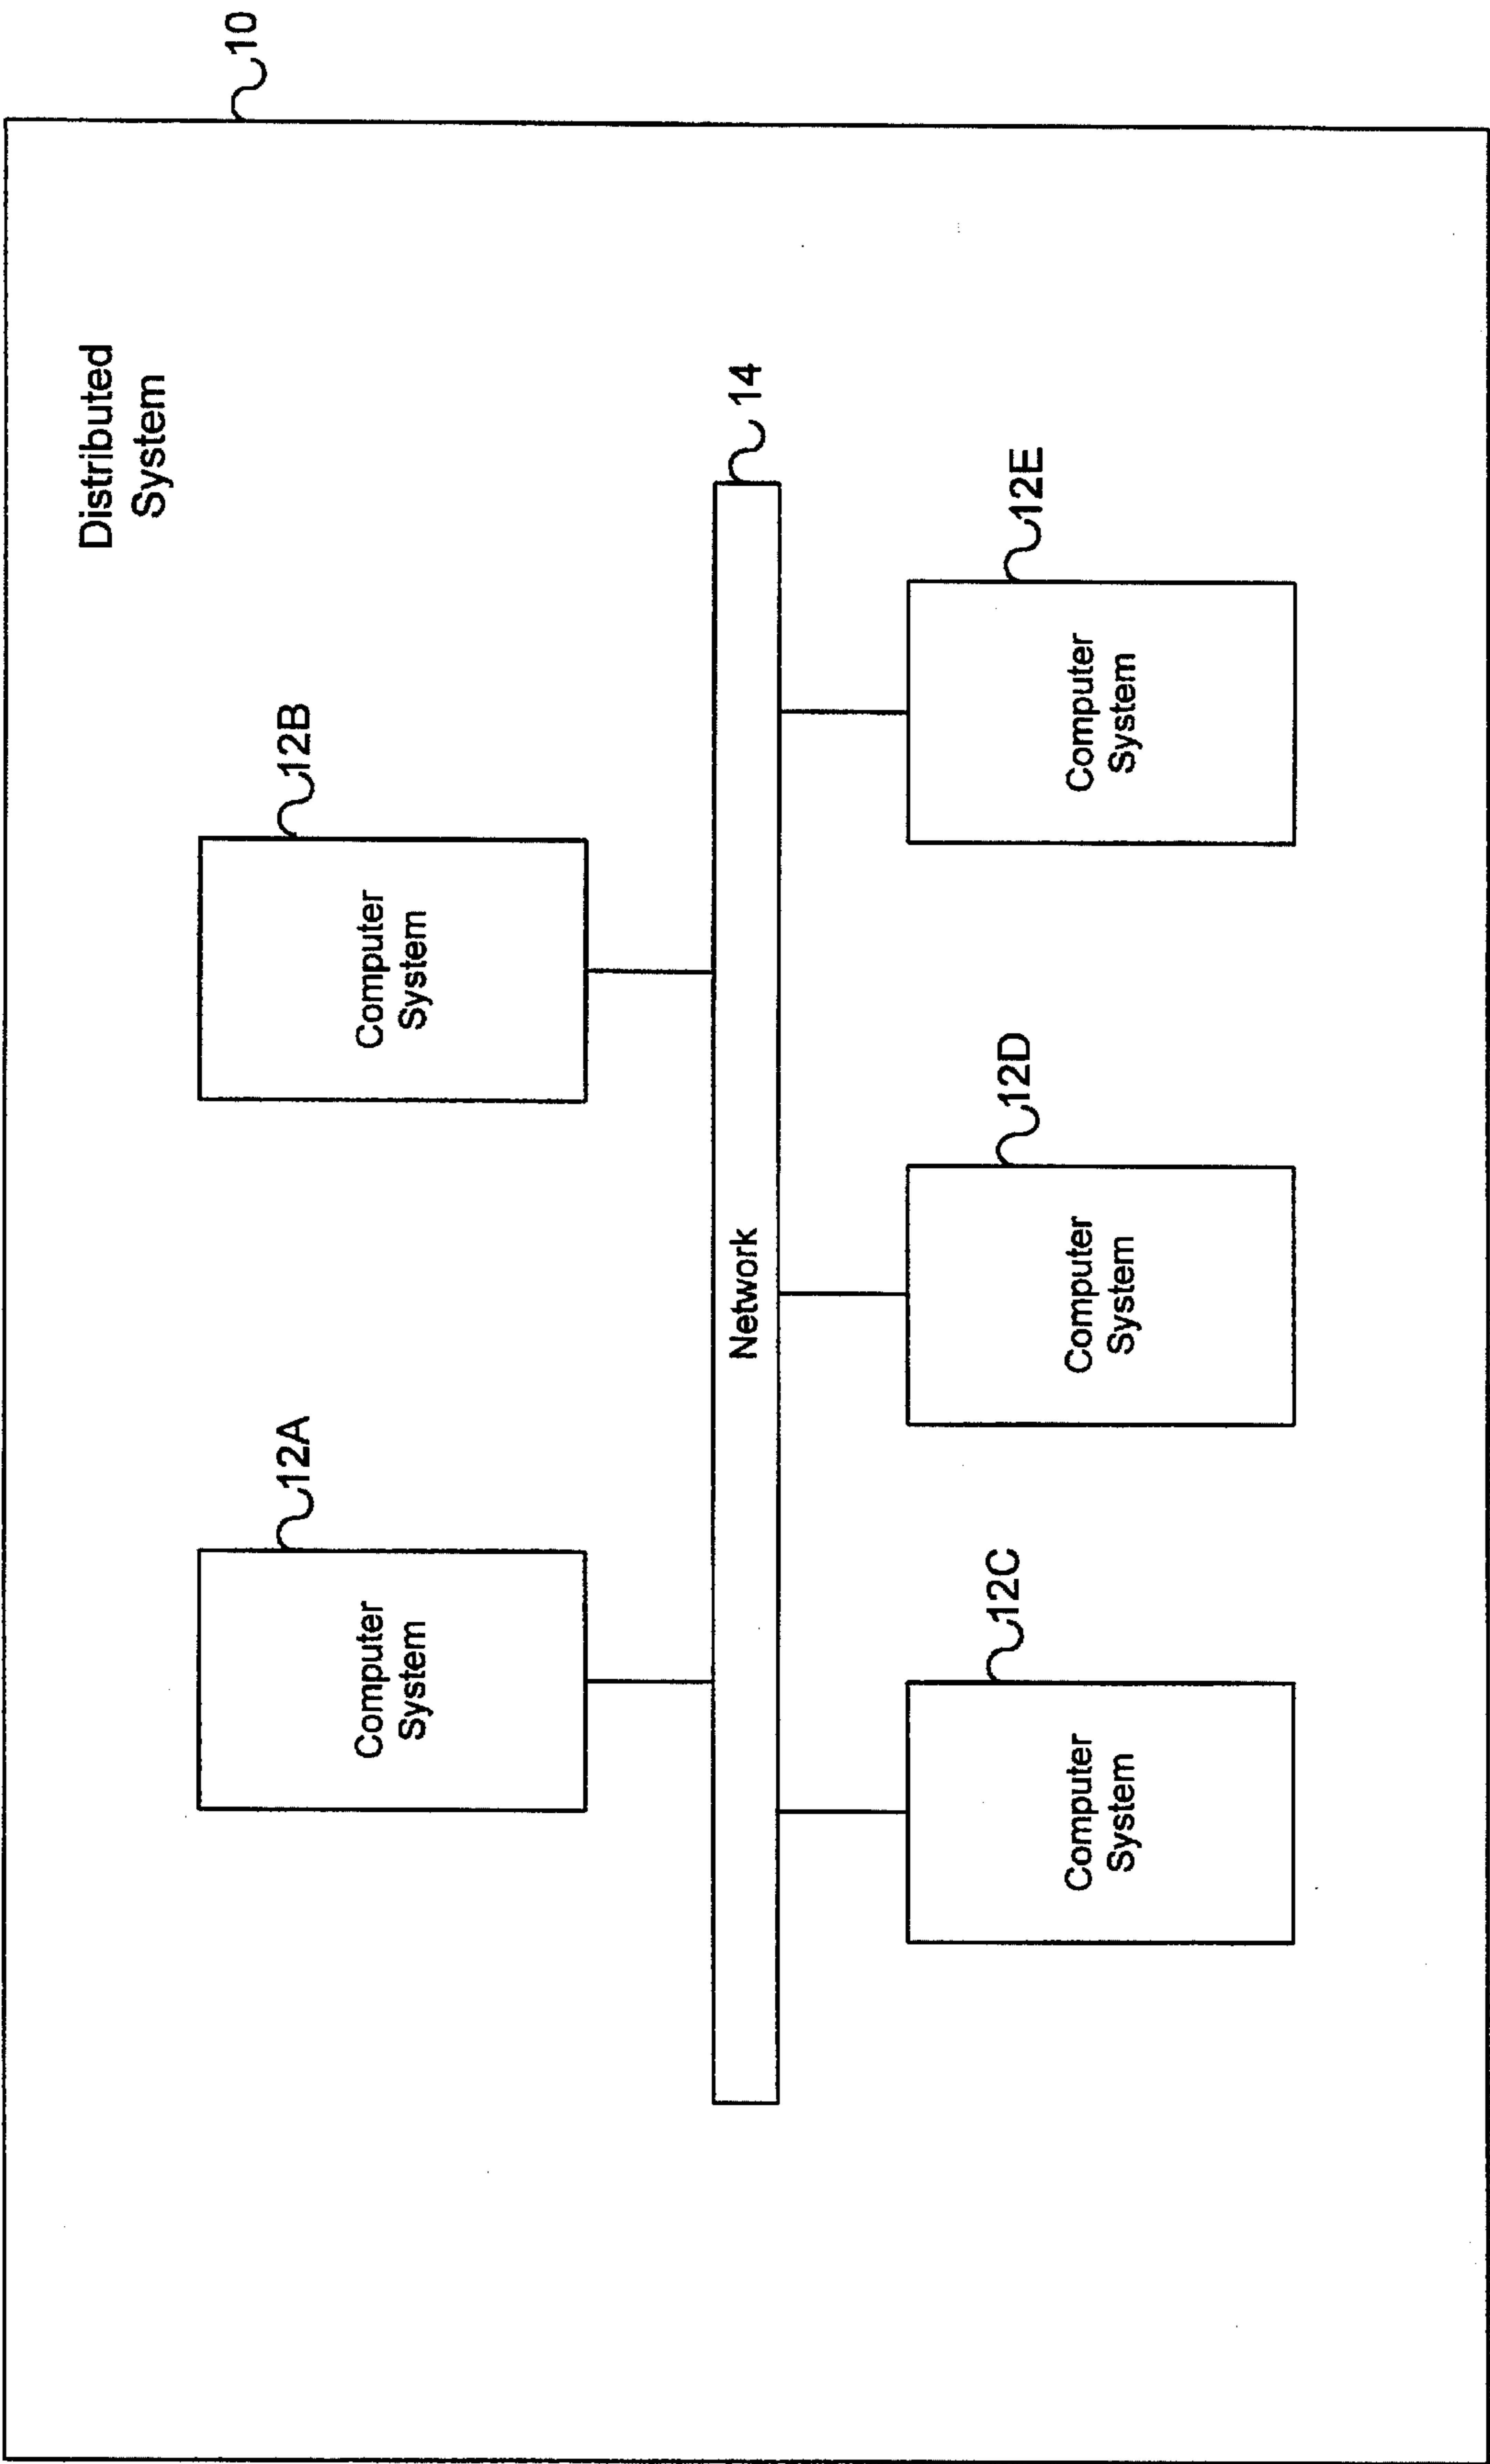 10
Distributed
System
12A
Computer
System
12B
Computer
System
Network
14
12C
Computer
System
12D
Computer
System
12E
Computer
System